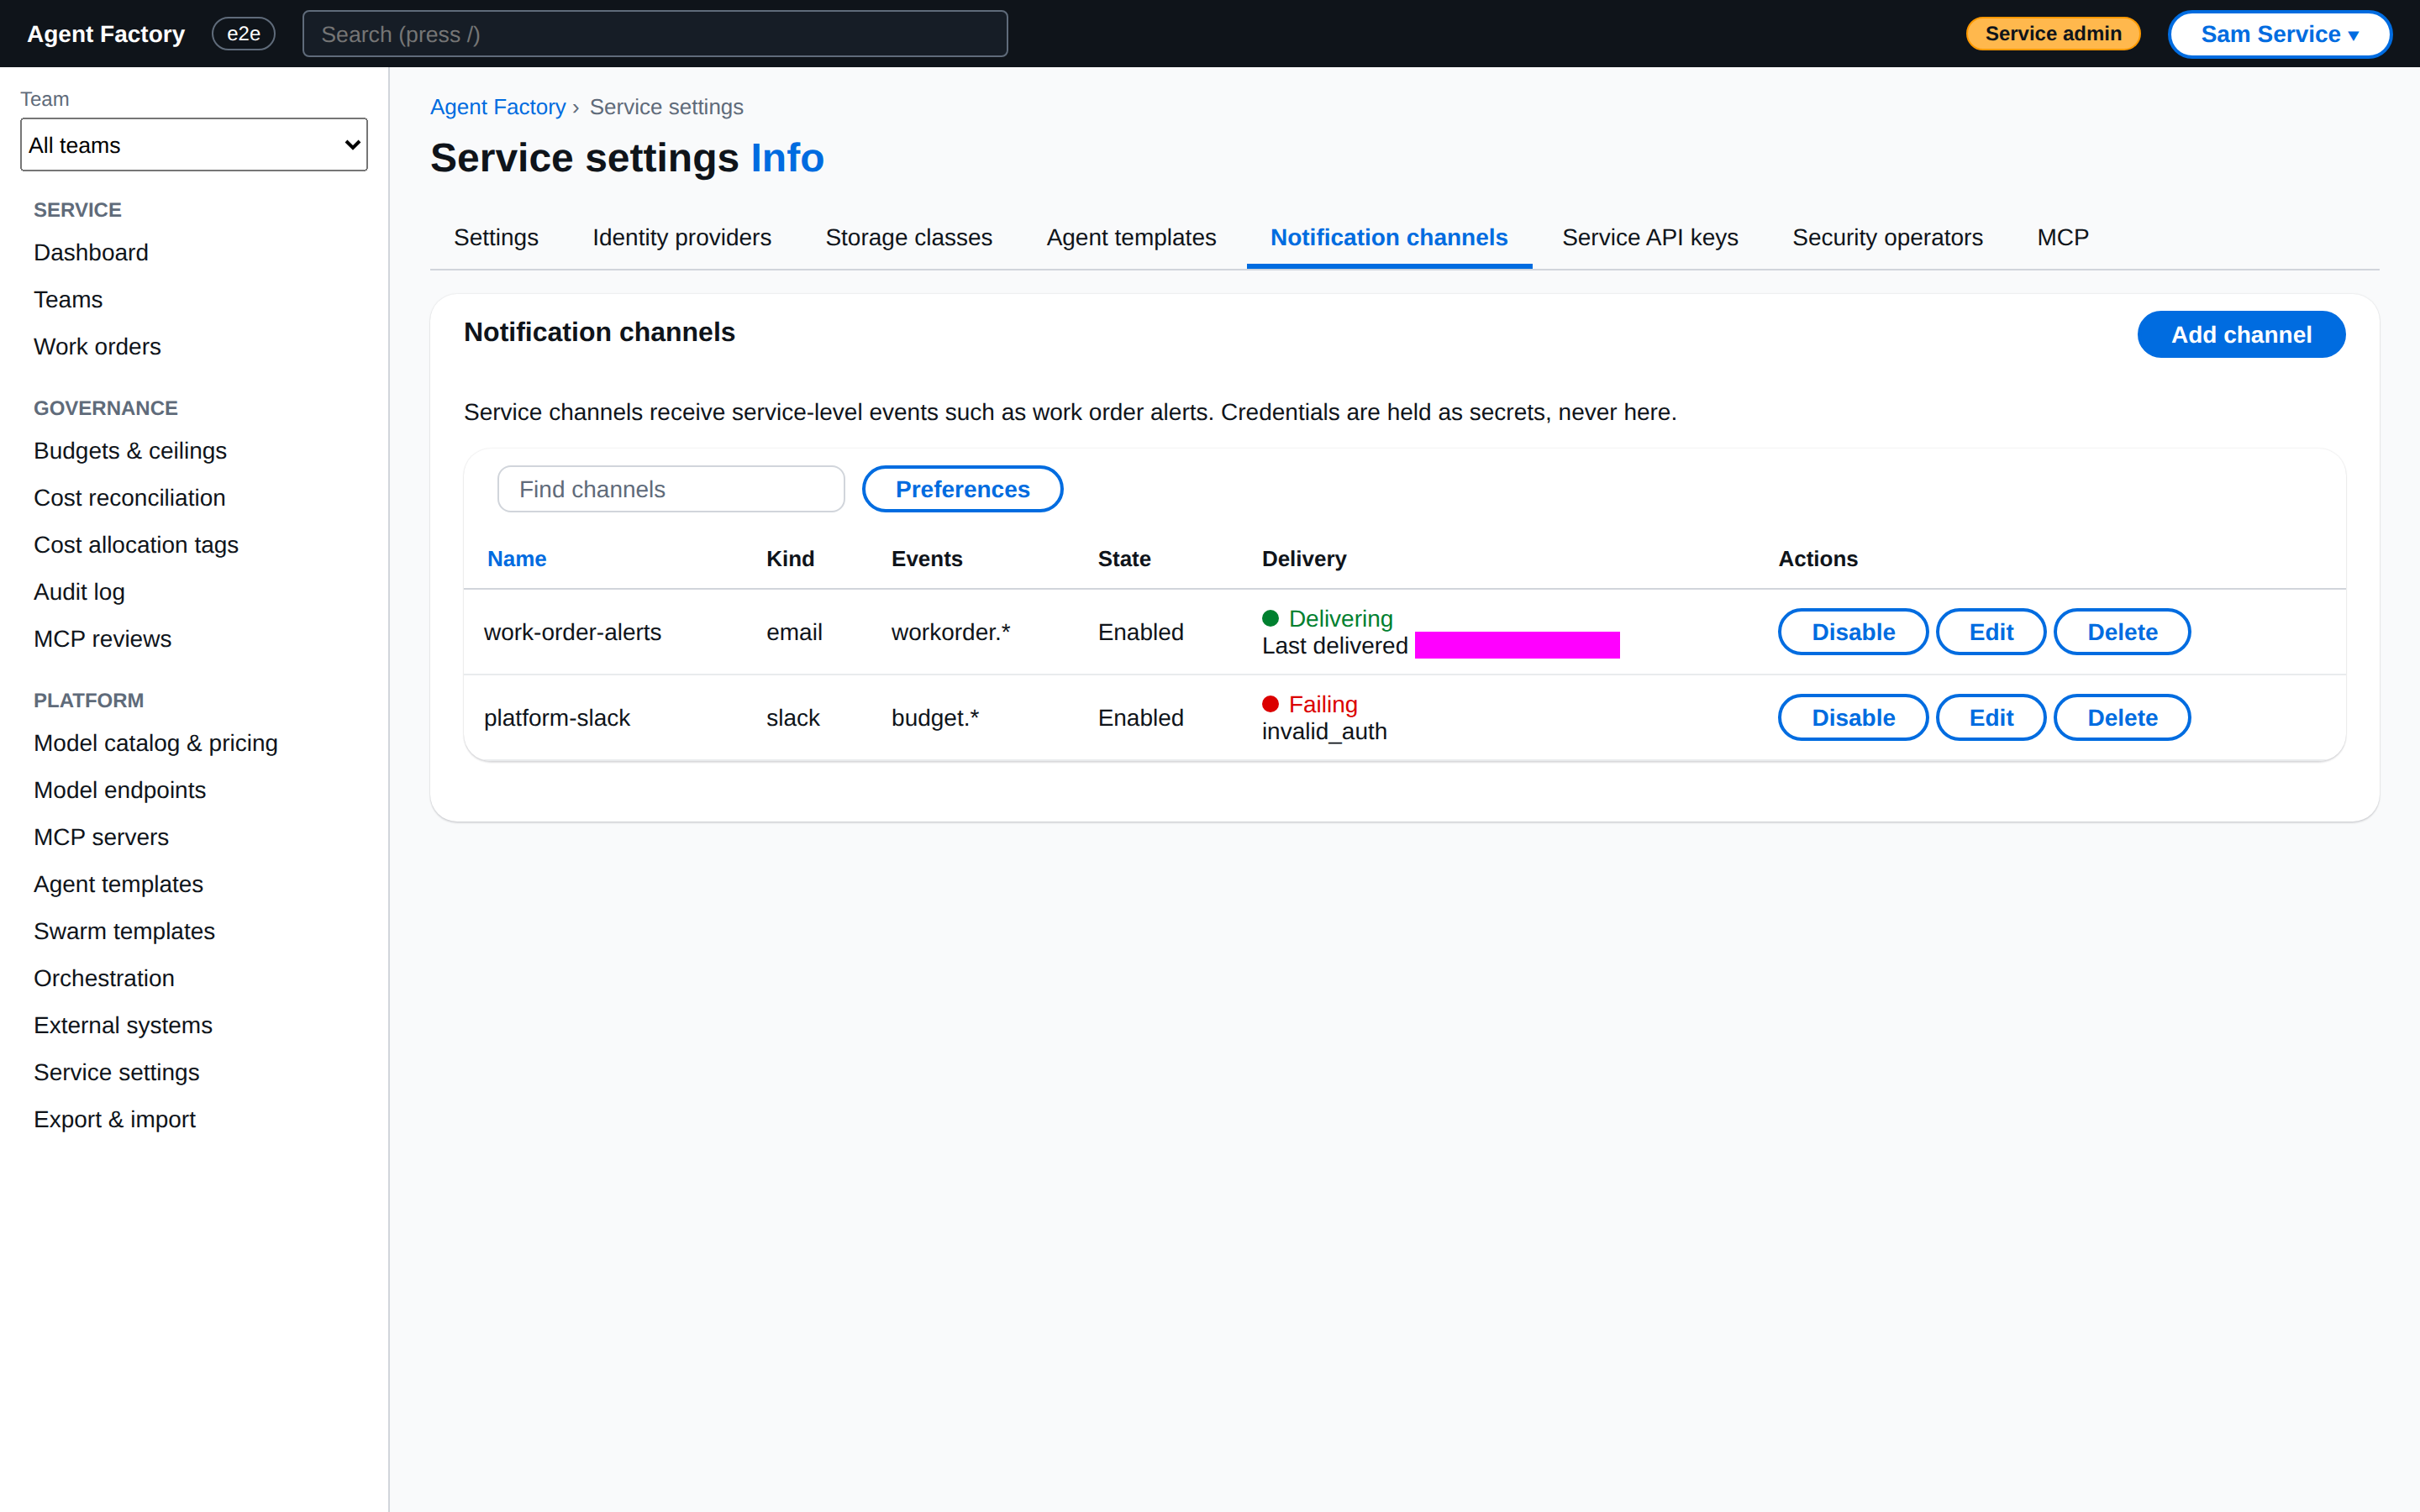 Agent Factory e2e Search (press /) Service admin Sam Service ▾
Team
All teams
SERVICE
Dashboard
Teams
Work orders
GOVERNANCE
Budgets & ceilings
Cost reconciliation
Cost allocation tags
Audit log
MCP reviews
PLATFORM
Model catalog & pricing
Model endpoints
MCP servers
Agent templates
Swarm templates
Orchestration
External systems
Service settings
Export & import
Agent Factory › Service settings
Service settings Info
Settings Identity providers Storage classes Agent templates Notification channels Service API keys Security operators MCP
Notification channels Add channel
Service channels receive service-level events such as work order alerts. Credentials are held as secrets, never here.
Find channels Preferences
Name Kind Events State Delivery Actions
work-order-alerts email workorder.* Enabled Delivering Disable Edit Delete
Last delivered
platform-slack slack budget.* Enabled Failing Disable Edit Delete
invalid_auth